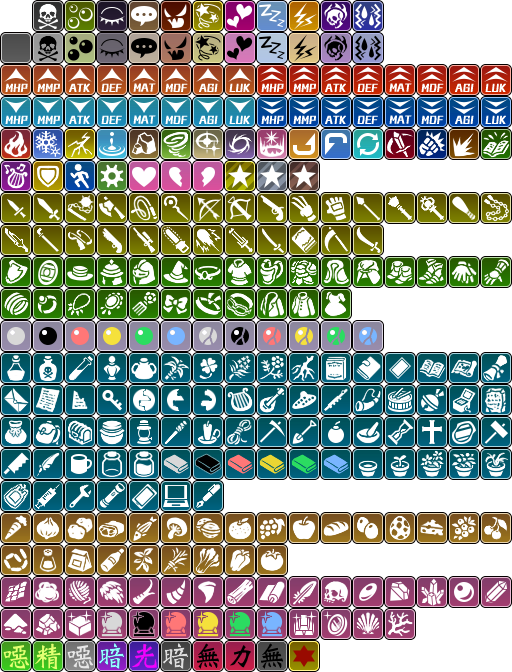 ZZZ ZZZ
MHP MMP ATK DEF MAT MDF AGI LUK MHP MMP ATK DEF MAT MDF AGI LUK
MHP MMP ATK DEF MAT MDF AGI LUK MHP MMP ATK DEF MAT MDF AGI LUK
噁 精 噁 暗 光 暗 無 力 無